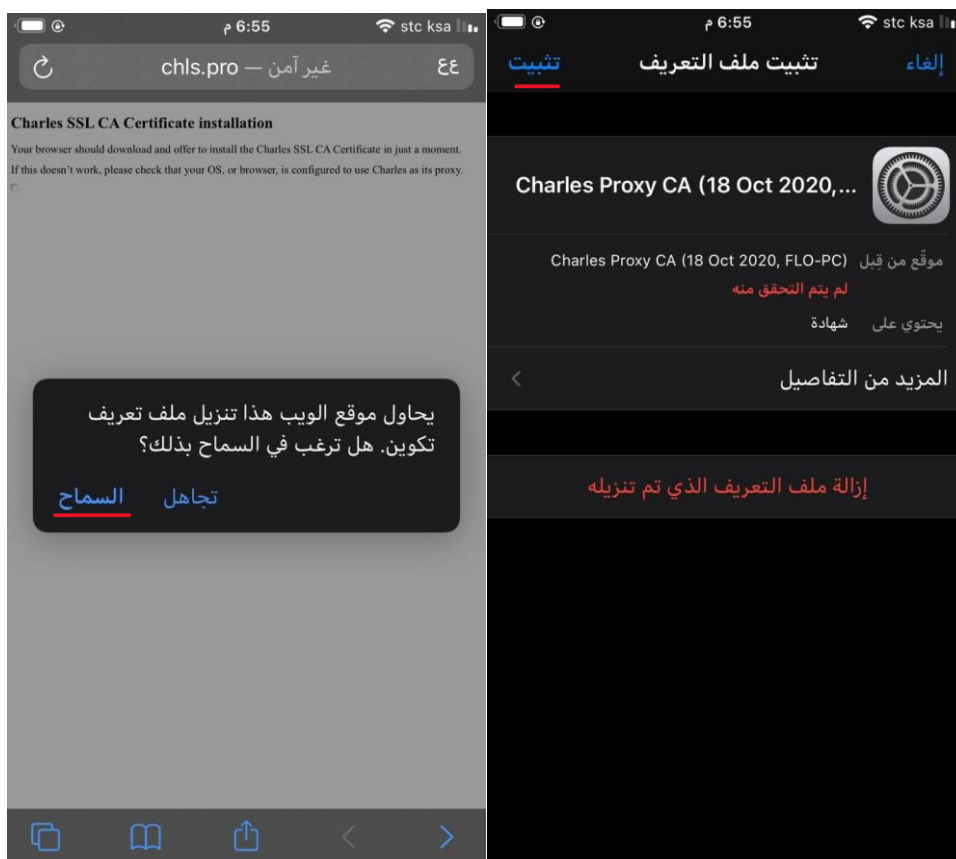 6:55 م
stc ksa
غير آمن — chls.pro
عع
Charles SSL CA Certificate installation
Your browser should download and offer to install the Charles SSL CA Certificate in just a moment.
If this doesn't work, please check that your OS, or browser, is configured to use Charles as its proxy.
يحاول موقع الويب هذا تنزيل ملف تعريف
تكوين. هل ترغب في السماح بذلك؟
تجاهل
السماح
6:55 م
stc ksa
إلغاء
تثبيت ملف التعريف
تثبيت
Charles Proxy CA (18 Oct 2020,...
موقّع من قِبل Charles Proxy CA (18 Oct 2020, FLO-PC)
لم يتم التحقق منه
يحتوي على شهادة
المزيد من التفاصيل
إزالة ملف التعريف الذي تم تنزيله